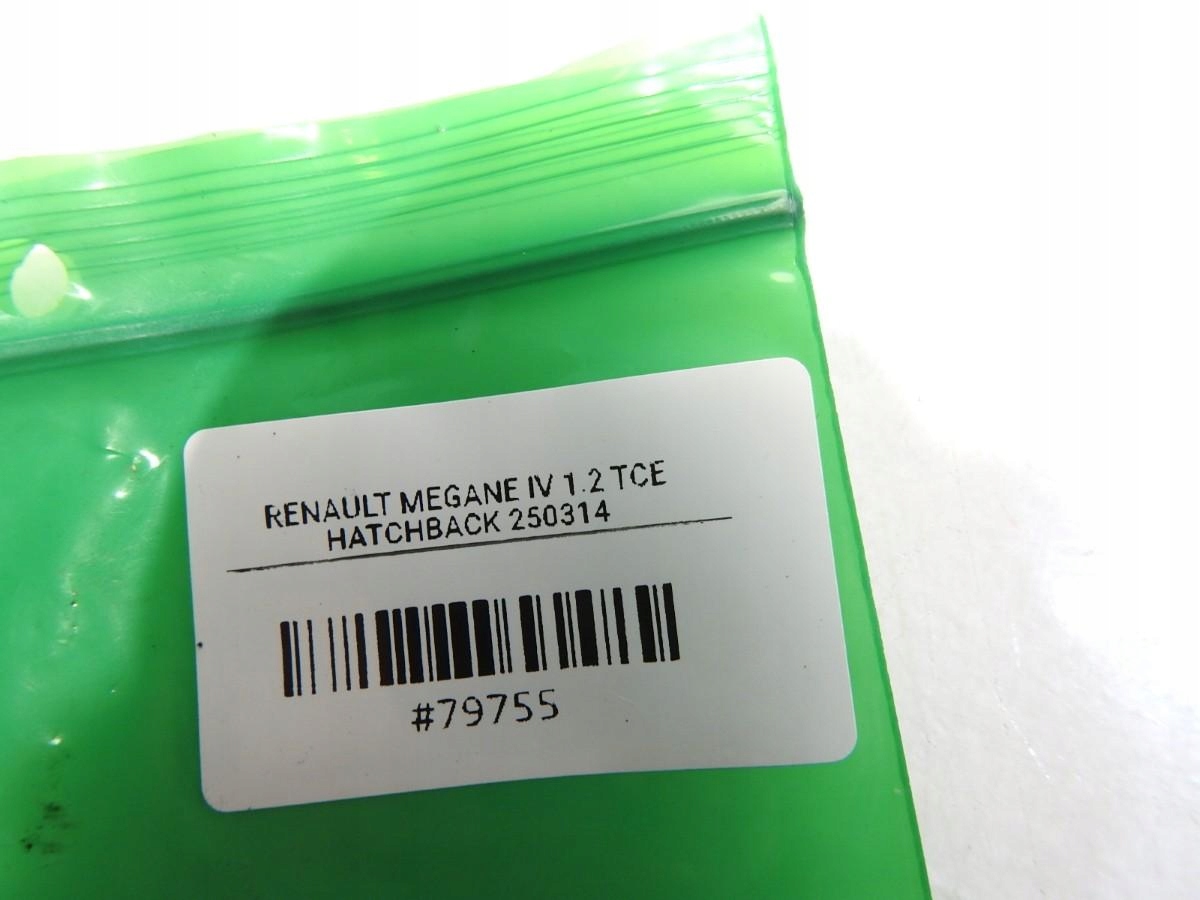 RENAULT MEGANE IV 1.2 TCE
HATCHBACK 250314
#79755